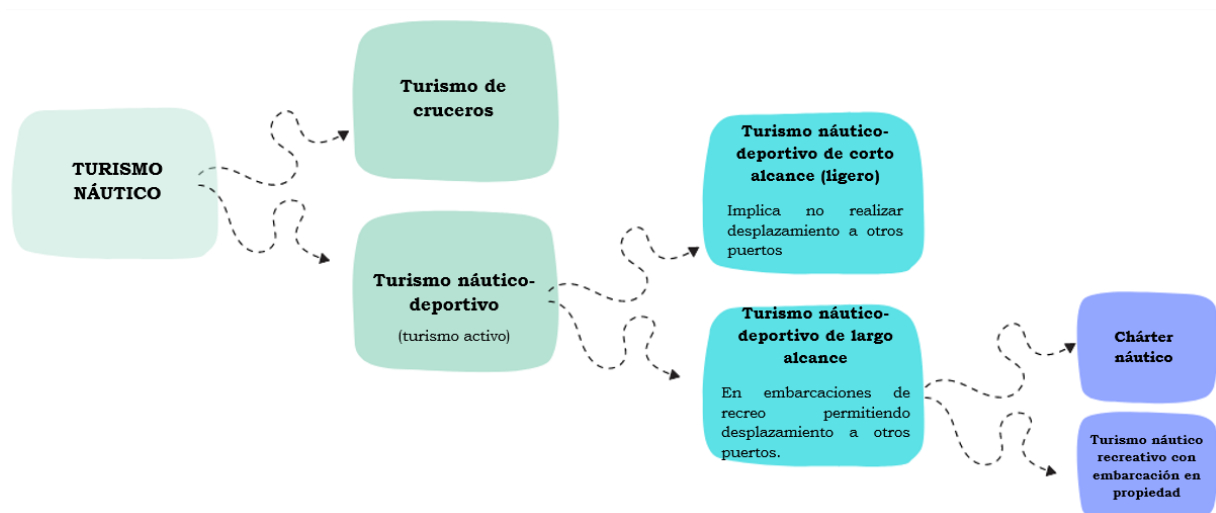 TURISMO
NÁUTICO
Turismo de
cruceros
Turismo náutico-
deportivo
(turismo activo)
Turismo náutico-
deportivo de corto
alcance (ligero)
Implica no realizar
desplazamiento a otros
puertos
Turismo náutico-
deportivo de largo
alcance
En embarcaciones de
recreo permitiendo
desplazamiento a otros
puertos.
Chárter
náutico
Turismo náutico
recreativo con
embarcación en
propiedad